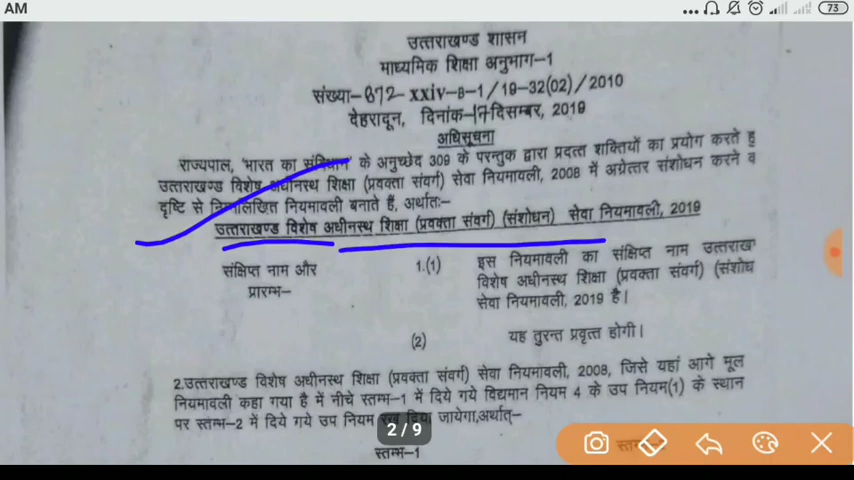 AM
73
उत्तराखण्ड शासन
माध्यमिक शिक्षा अनुभाग-1
संख्या-672-xxiv-B-1/19-32(02)/2010
देहरादून, दिनांक-17दिसम्बर, 2019
अधिसूचना
राज्यपाल, 'भारत का संविधान' के अनुच्छेद 309 के परन्तुक द्वारा प्रदत्त शक्तियों का प्रयोग करते हु
उत्तराखण्ड विशेष अधीनस्थ शिक्षा (प्रवक्ता संवर्ग) सेवा नियमावली, 2008 में अग्रेत्तर संशोधन करने व
दृष्टि से निम्नलिखित नियमावली बनाते हैं, अर्थातः-
उत्तराखण्ड विशेष अधीनस्थ शिक्षा (प्रवक्ता संवर्ग) (संशोधन) सेवा नियमावली, 2019
संक्षिप्त नाम और
प्रारम्भ-
1.(1)
इस नियमावली का संक्षिप्त नाम उत्तराख
विशेष अधीनस्थ शिक्षा (प्रवक्ता संवर्ग) (संशोध
सेवा नियमावली, 2019 है।
(2)
यह तुरन्त प्रवृत्त होगी।
2.उत्तराखण्ड विशेष अधीनस्थ शिक्षा (प्रवक्ता संवर्ग) सेवा नियमावली, 2008, जिसे यहां आगे मूल
नियमावली कहा गया है में नीचे स्तम्भ-1 में दिये गये विद्यमान नियम 4 के उप नियम(1) के स्थान
पर स्तम्भ-2 में दिये गये उप नियम रख दिया जायेगा,अर्थात्-
2 / 9
स्तम्भ-1